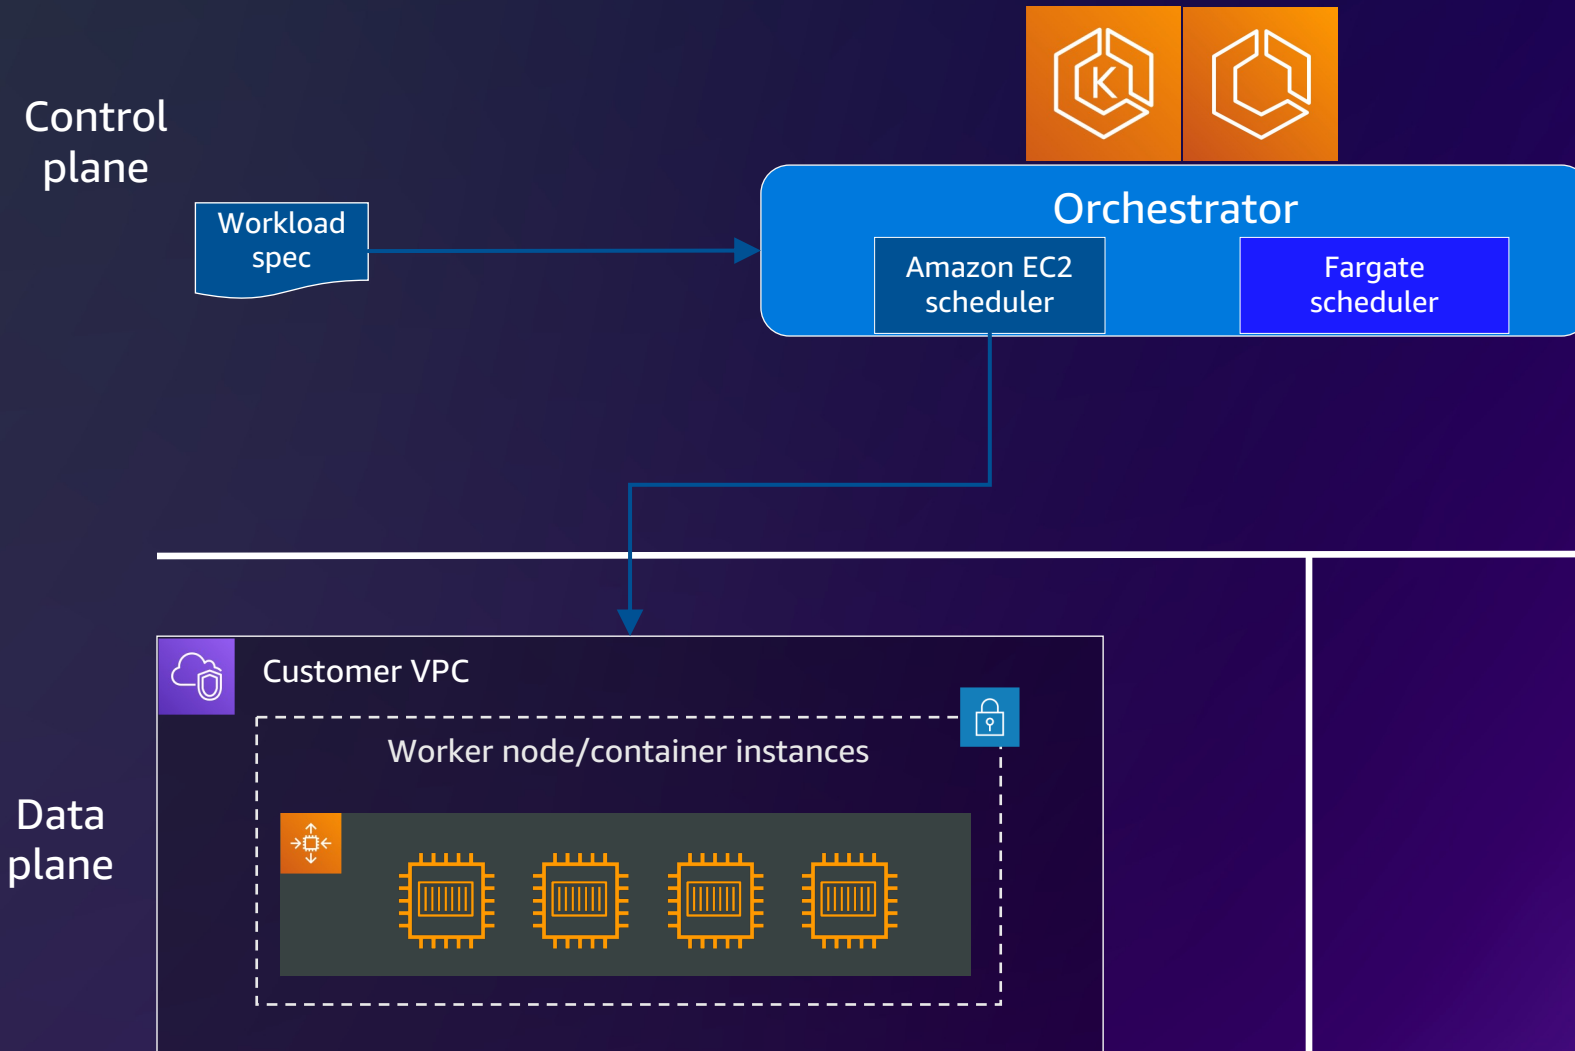 Control
plane
Workload
spec
K
Orchestrator
Amazon EC2
scheduler
Fargate
scheduler
Customer VPC
Worker node/container instances
Data
plane